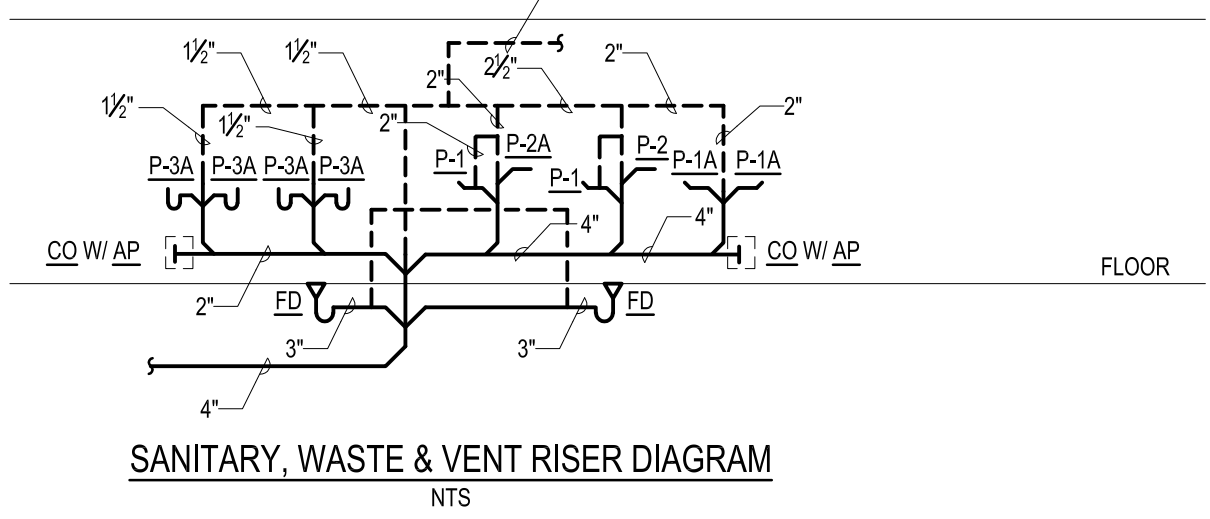 1½" 1½" 2½" 2"
2"
1½" 1½" 2" 2"
P-3A P-3A P-3A P-3A P-1 P-2A P-1 P-2 P-1A P-1A
4" 4"
CO W/ AP CO W/ AP
FLOOR
2" FD FD
3" 3"
4"
SANITARY, WASTE & VENT RISER DIAGRAM
NTS